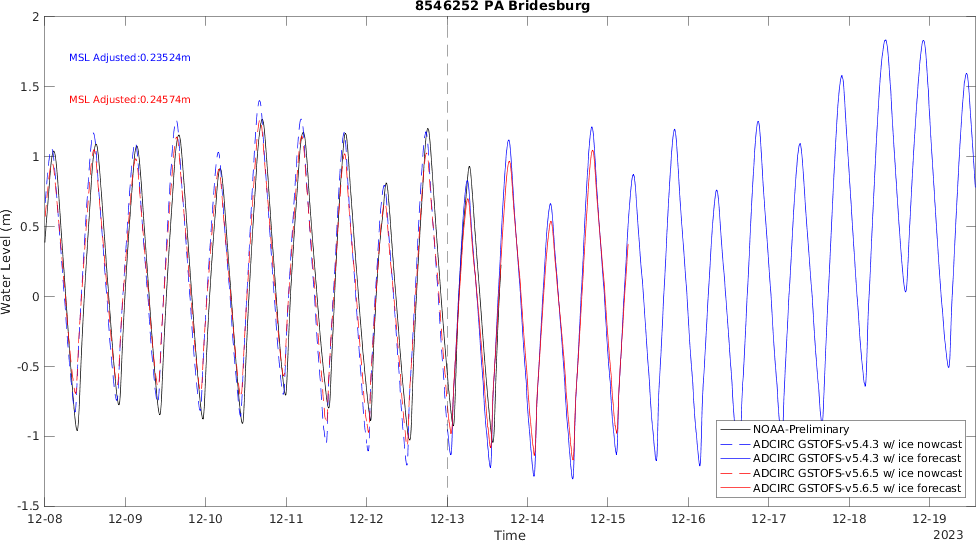 8546252 PA Bridesburg
MSL Adjusted:0.23524m
MSL Adjusted:0.24574m
Water Level (m)
2
1.5
1
0.5
0
-0.5
-1
-1.5
NOAA-Preliminary
ADCIRC GSTOFS-v5.4.3 w/ ice nowcast
ADCIRC GSTOFS-v5.4.3 w/ ice forecast
ADCIRC GSTOFS-v5.6.5 w/ ice nowcast
ADCIRC GSTOFS-v5.6.5 w/ ice forecast
12-08 12-09 12-10 12-11 12-12 12-13 12-14 12-15 12-16 12-17 12-18 12-19
Time
2023